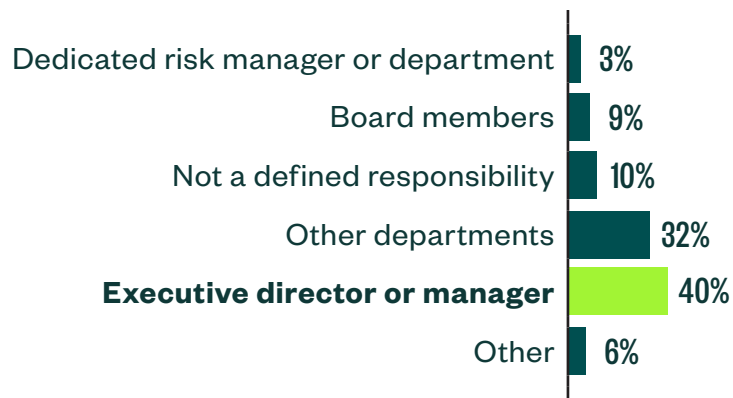 Dedicated risk manager or department 3%
Board members 9%
Not a defined responsibility 10%
Other departments 32%
Executive director or manager 40%
Other 6%